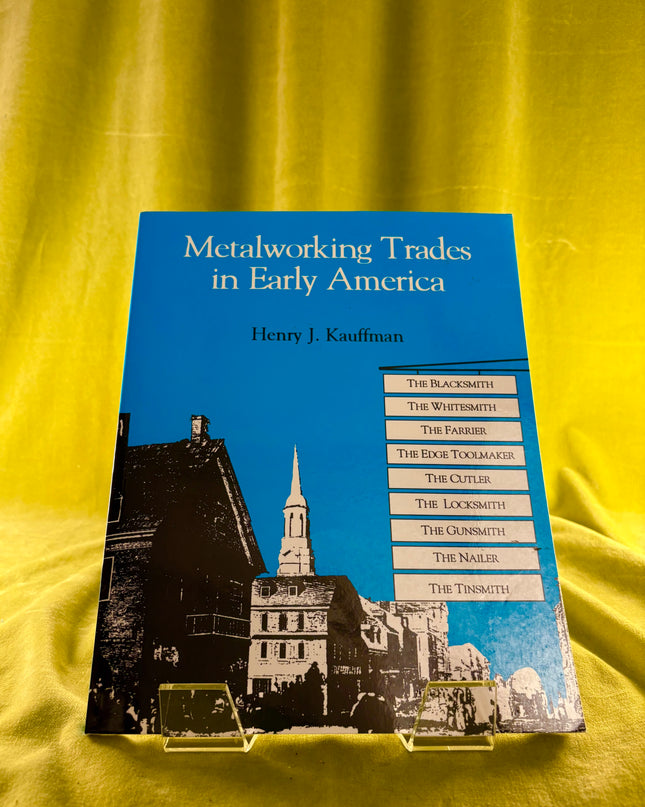 Metalworking Trades
in Early America
Henry J. Kauffman
The Blacksmith
The Whitesmith
The Farrier
The Edge Toolmaker
The Cutler
The Locksmith
The Gunsmith
The Nailer
The Tinsmith